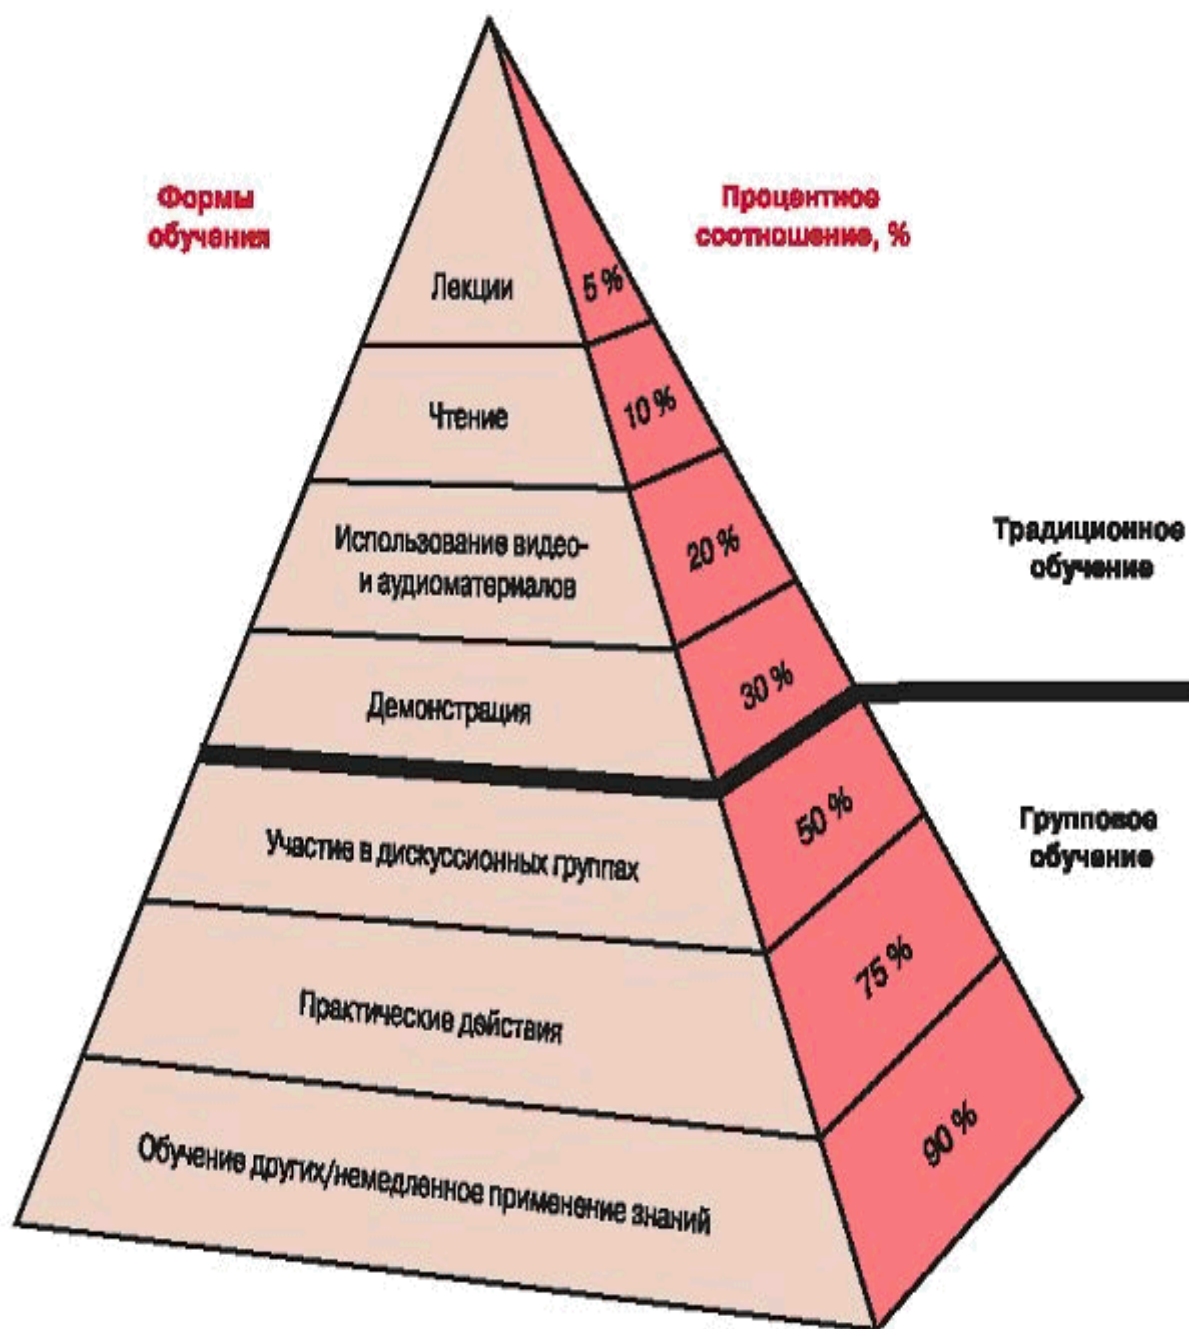 Формы
обучения
Процентное
соотношение, %
Лекции
5 %
Чтение
10 %
Использование видео-
и аудиоматериалов
20 %
Традиционное
обучение
Демонстрация
30 %
Участие в дискуссионных группах
50 %
Групповое
обучение
Практические действия
75 %
Обучение других/немедленное применение знаний
90 %